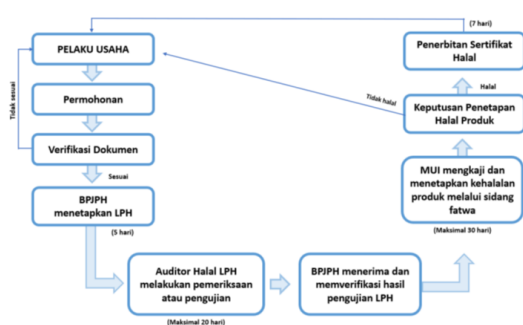 PELAKU USAHA
Permohonan
Verifikasi Dokumen
Tidak sesuai
Sesuai
BPJPH
menetapkan LPH
(5 hari)
Auditor Halal LPH
melakukan pemeriksaan
atau pengujian
(Maksimal 20 hari)
BPJPH menerima dan
memverifikasi hasil
pengujian LPH
MUI mengkaji dan
menetapkan kehalalan
produk melalui sidang
fatwa
(Maksimal 30 hari)
Keputusan Penetapan
Halal Produk
Tidak halal
Halal
Penerbitan Sertifikat
Halal
(7 hari)